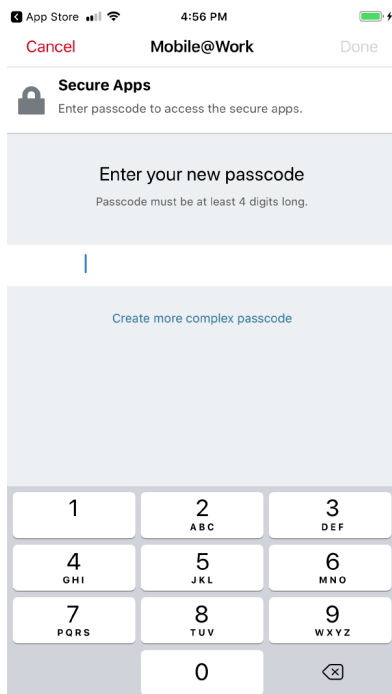 App Store 4:56 PM
Cancel Mobile@Work Done
Secure Apps
Enter passcode to access the secure apps.
Enter your new passcode
Passcode must be at least 4 digits long.
Create more complex passcode
1 2 3
ABC DEF
4 5 6
GHI JKL MNO
7 8 9
PQRS TUV WXYZ
0